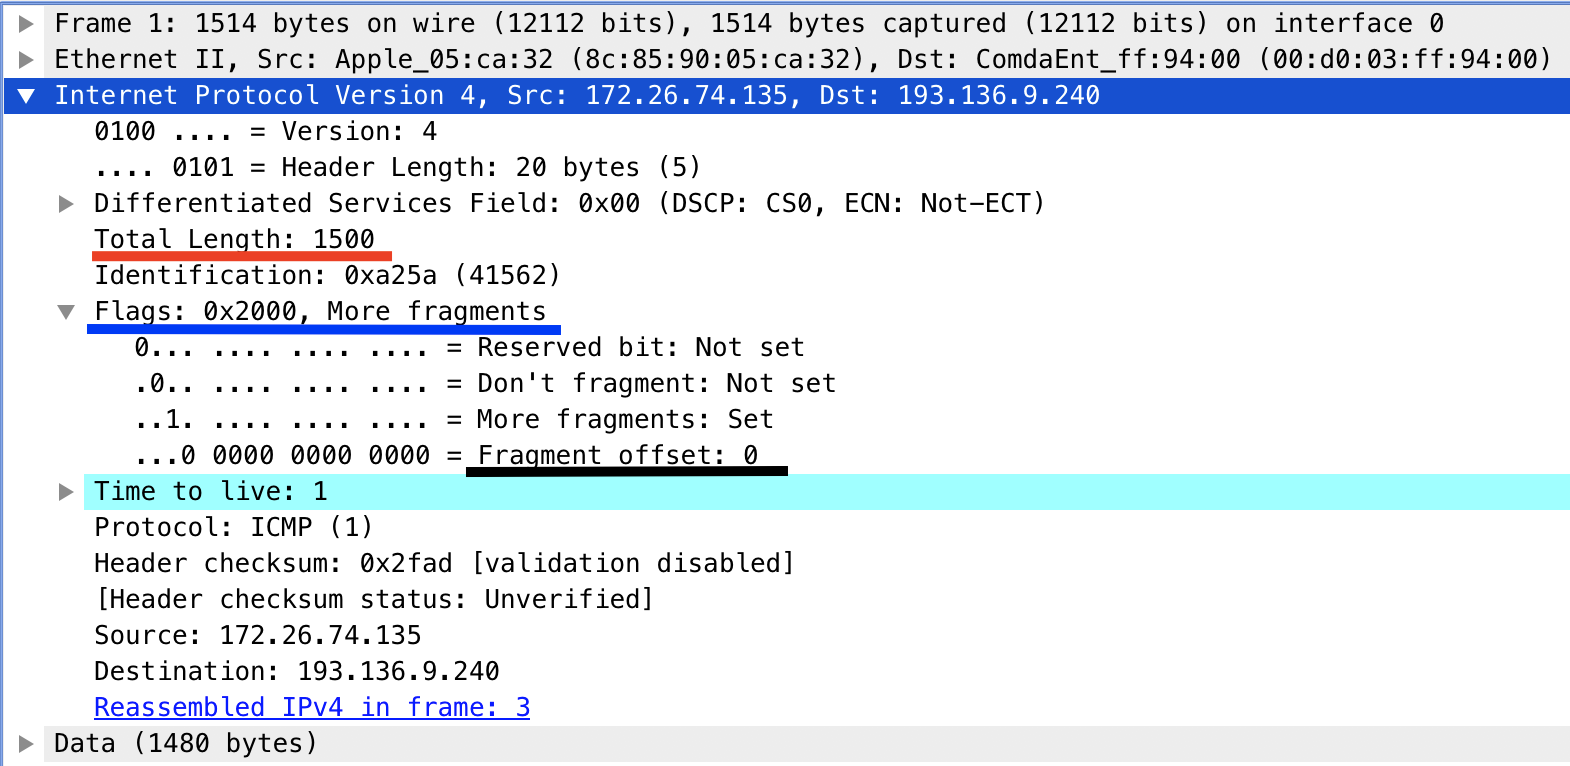 Frame 1: 1514 bytes on wire (12112 bits), 1514 bytes captured (12112 bits) on interface 0
Ethernet II, Src: Apple_05:ca:32 (8c:85:90:05:ca:32), Dst: ComdaEnt_ff:94:00 (00:d0:03:ff:94:00)
Internet Protocol Version 4, Src: 172.26.74.135, Dst: 193.136.9.240
0100 .... = Version: 4
.... 0101 = Header Length: 20 bytes (5)
Differentiated Services Field: 0x00 (DSCP: CS0, ECN: Not-ECT)
Total Length: 1500
Identification: 0xa25a (41562)
Flags: 0x2000, More fragments
0... .... .... .... = Reserved bit: Not set
.0.. .... .... .... = Don't fragment: Not set
..1. .... .... .... = More fragments: Set
...0 0000 0000 0000 = Fragment offset: 0
Time to live: 1
Protocol: ICMP (1)
Header checksum: 0x2fad [validation disabled]
[Header checksum status: Unverified]
Source: 172.26.74.135
Destination: 193.136.9.240
Reassembled IPv4 in frame: 3
Data (1480 bytes)